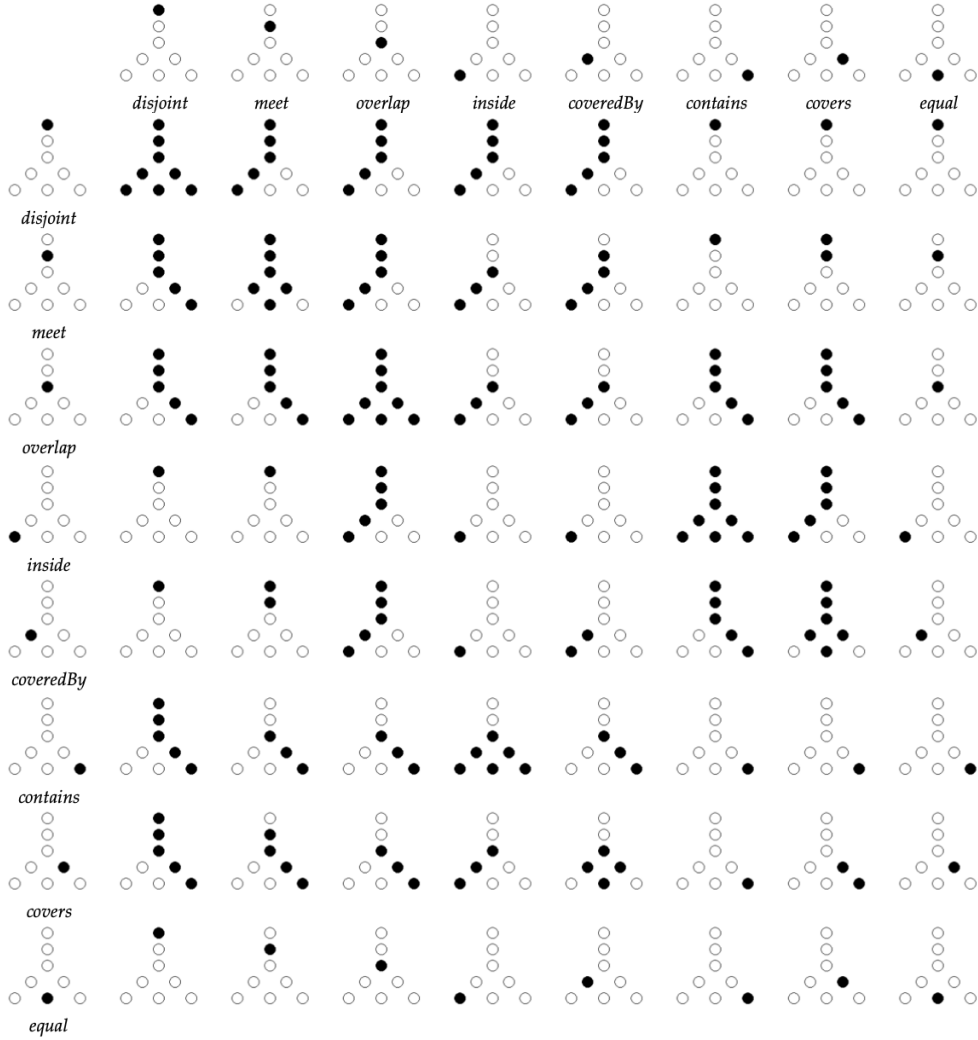 disjoint meet overlap inside coveredBy contains covers equal
disjoint
meet
overlap
inside
coveredBy
contains
covers
equal